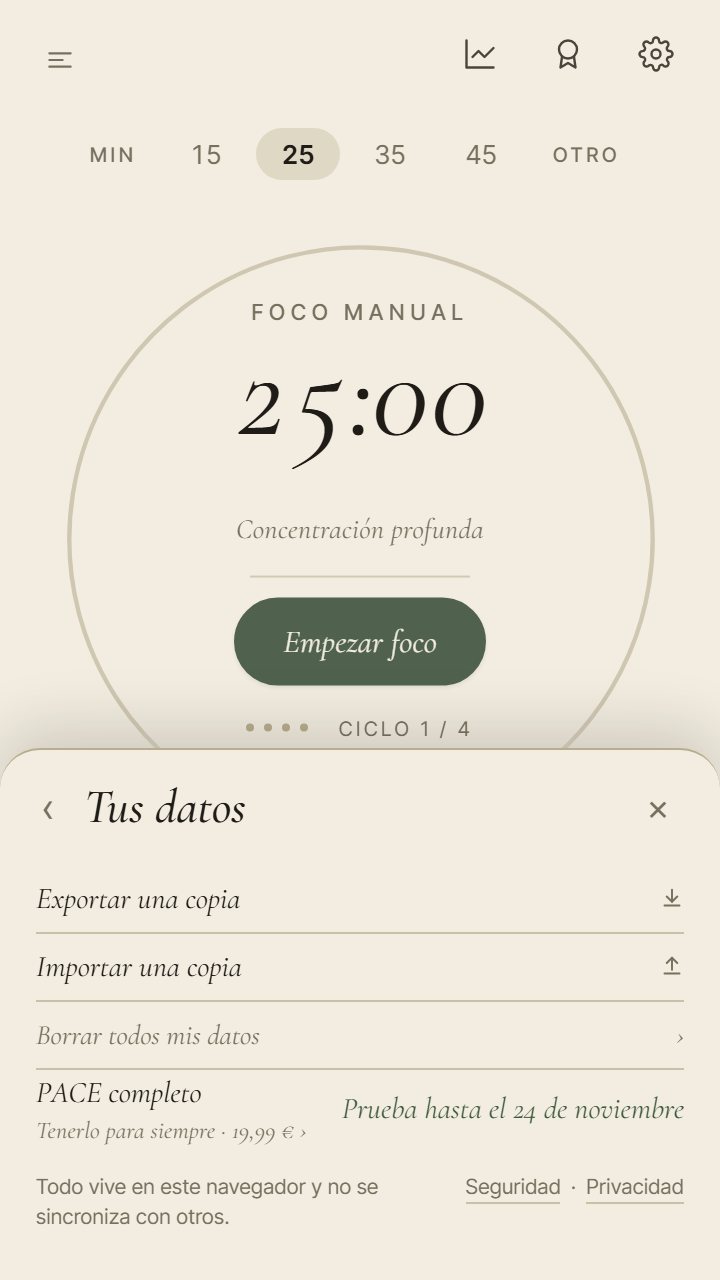 MIN 15 25 35 45 OTRO
FOCO MANUAL
25:00
Concentración profunda
Empezar foco
CICLO 1 / 4
Tus datos
Exportar una copia
Importar una copia
Borrar todos mis datos
PACE completo
Tenerlo para siempre · 19,99 € ›
Prueba hasta el 24 de noviembre
Todo vive en este navegador y no se
sincroniza con otros.
Seguridad · Privacidad